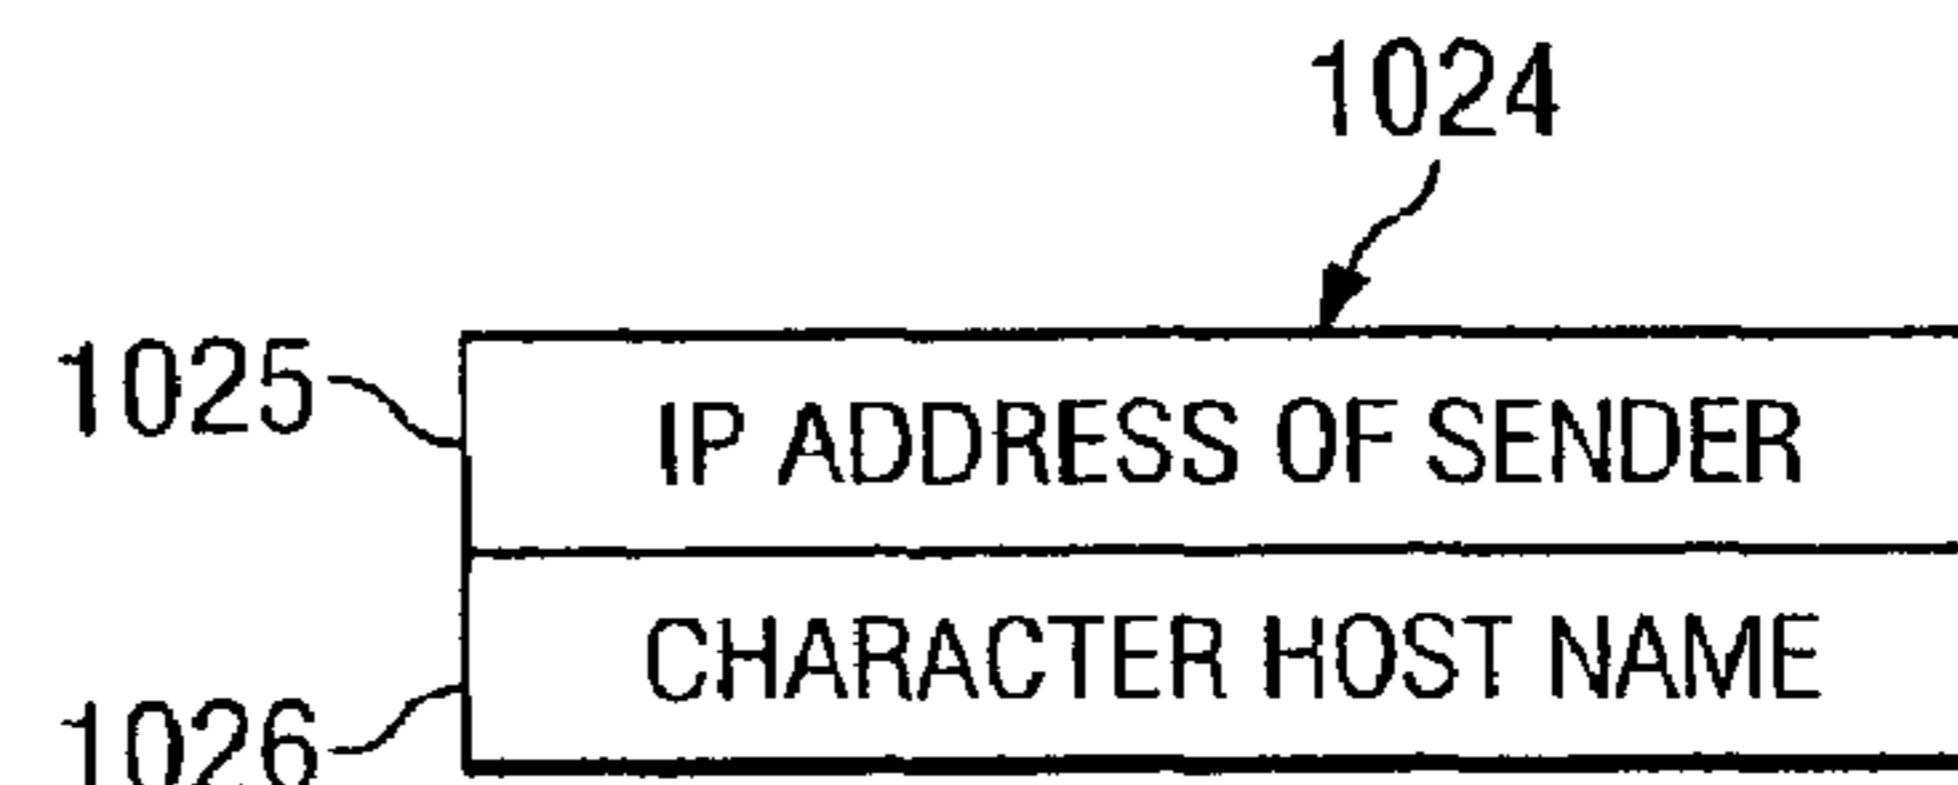 1024
1025
IP ADDRESS OF SENDER
CHARACTER HOST NAME
1026